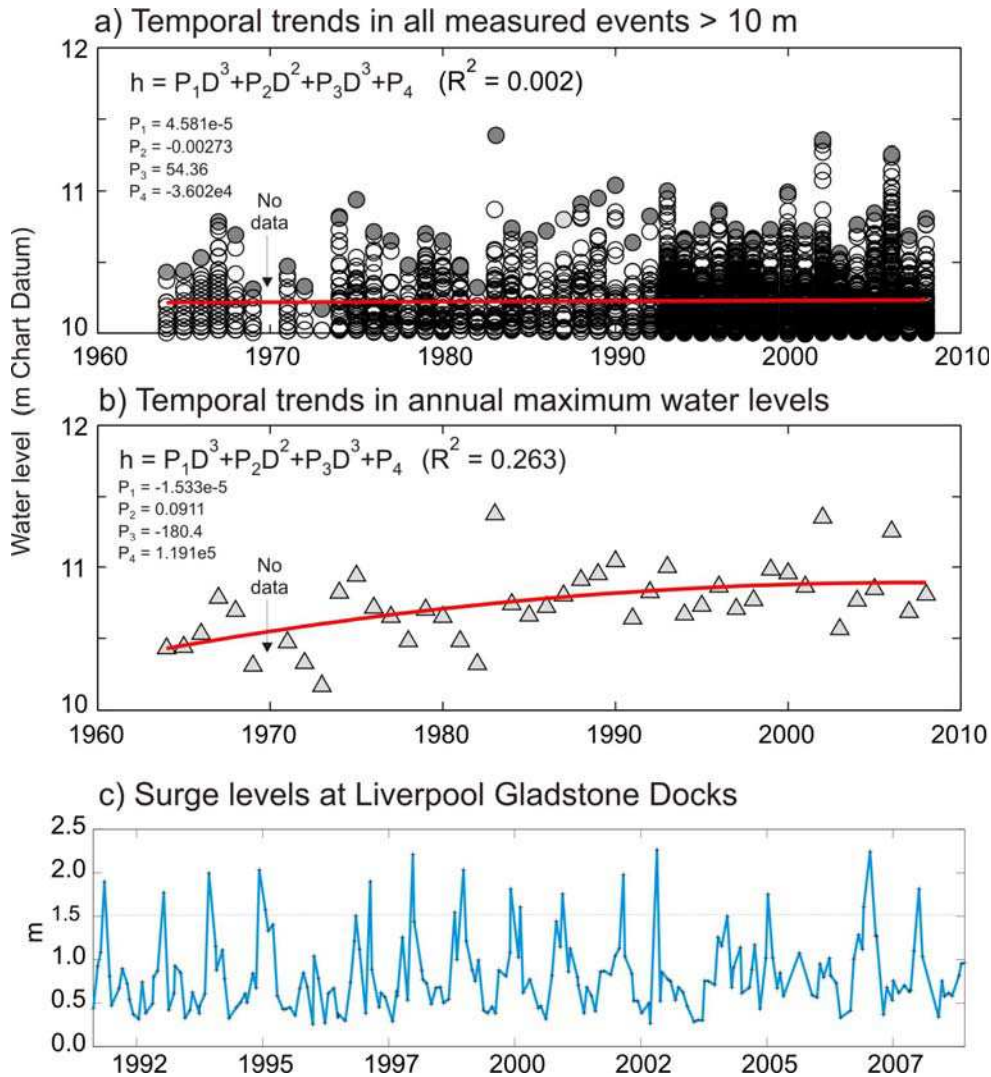 a) Temporal trends in all measured events > 10 m
12
h = P₁D³+P₂D²+P₃D³+P₄ (R² = 0.002)
P₁ = 4.581e-5
P₂ = -0.00273
P₃ = 54.36
P₄ = -3.602e4
No
data
11
10
1960 1970 1980 1990 2000 2010
Water level (m Chart Datum)
b) Temporal trends in annual maximum water levels
12
h = P₁D³+P₂D²+P₃D³+P₄ (R² = 0.263)
P₁ = -1.533e-5
P₂ = 0.0911
P₃ = -180.4
P₄ = 1.191e5
No
data
11
10
1960 1970 1980 1990 2000 2010
c) Surge levels at Liverpool Gladstone Docks
2.5
2.0
1.5
m
1.0
0.5
0.0
1992 1995 1997 2000 2002 2005 2007